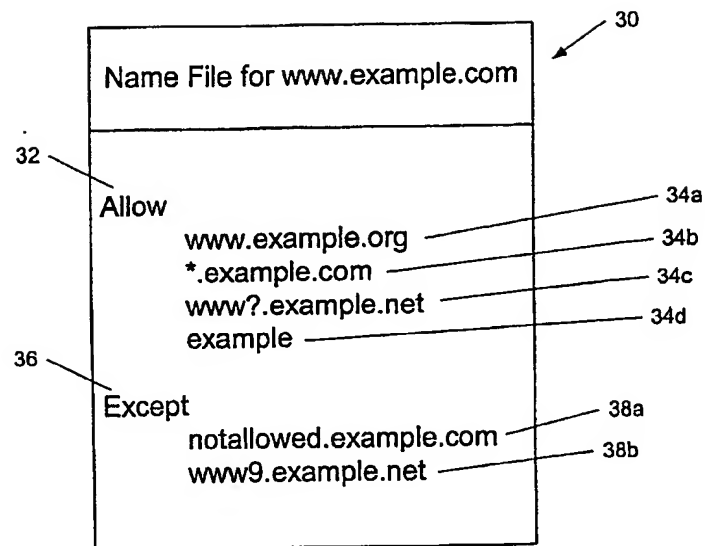 30
Name File for www.example.com
32
Allow
www.example.org 34a
*.example.com 34b
www?.example.net 34c
example 34d
36
Except
notallowed.example.com 38a
www9.example.net 38b